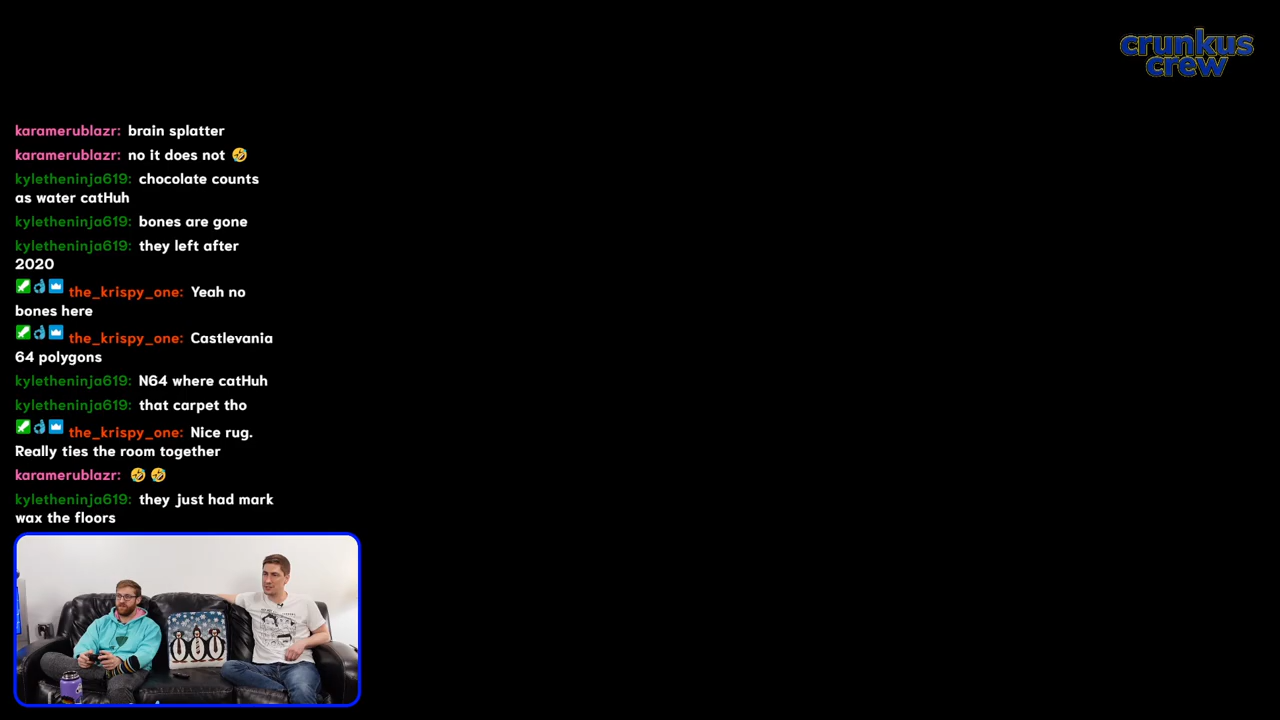 crunkus
crew
karamerublazr: brain splatter
karamerublazr: no it does not 🤣
kyletheninja619: chocolate counts
as water catHuh
kyletheninja619: bones are gone
kyletheninja619: they left after
2020
the_krispy_one: Yeah no
bones here
the_krispy_one: Castlevania
64 polygons
kyletheninja619: N64 where catHuh
kyletheninja619: that carpet tho
the_krispy_one: Nice rug.
Really ties the room together
karamerublazr: 🤣 🤣
kyletheninja619: they just had mark
wax the floors